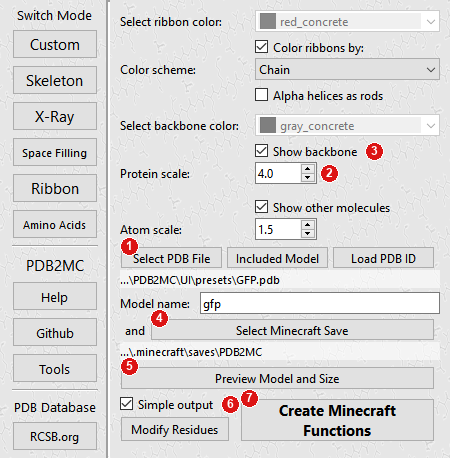 Switch Mode
Custom
Skeleton
X-Ray
Space Filling
Ribbon
Amino Acids
PDB2MC
Help
Github
Tools
PDB Database
RCSB.org
Select ribbon color: red_concrete
Color ribbons by:
Color scheme: Chain
Alpha helices as rods
Select backbone color: gray_concrete
Show backbone 3
Protein scale: 4.0 2
Show other molecules
Atom scale: 1.5
1 Select PDB File Included Model Load PDB ID
...\PDB2MC\UI\presets\GFP.pdb
Model name: gfp
and 4 Select Minecraft Save
...\.minecraft\saves\PDB2MC
5 Preview Model and Size
Simple output 6 7
Modify Residues
Create Minecraft
Functions